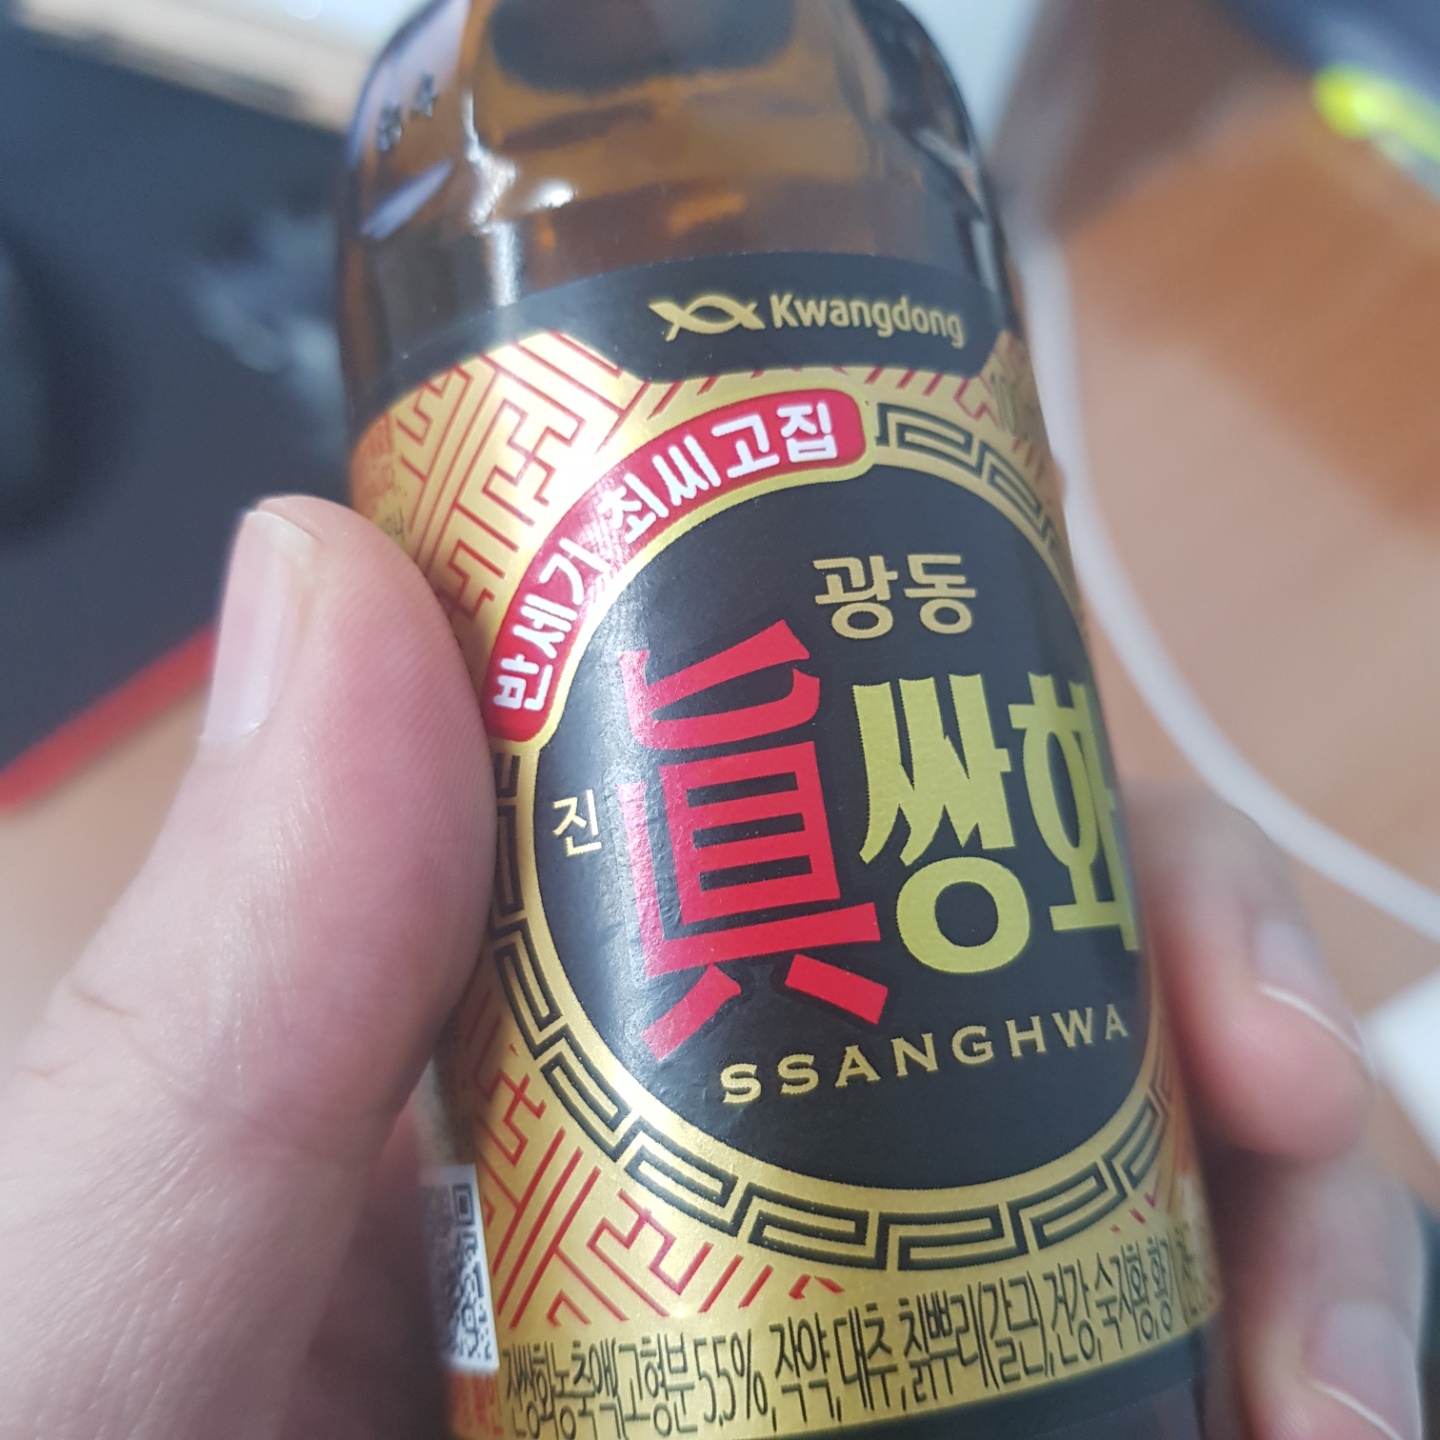 Kwangdong
반세기 최씨고집
광동
진
眞쌍화
SSANGHWA
진쌍화농축액(고형분 55%, 작약, 대추, 칡뿌리(갈근), 건강, 숙지황, 황기